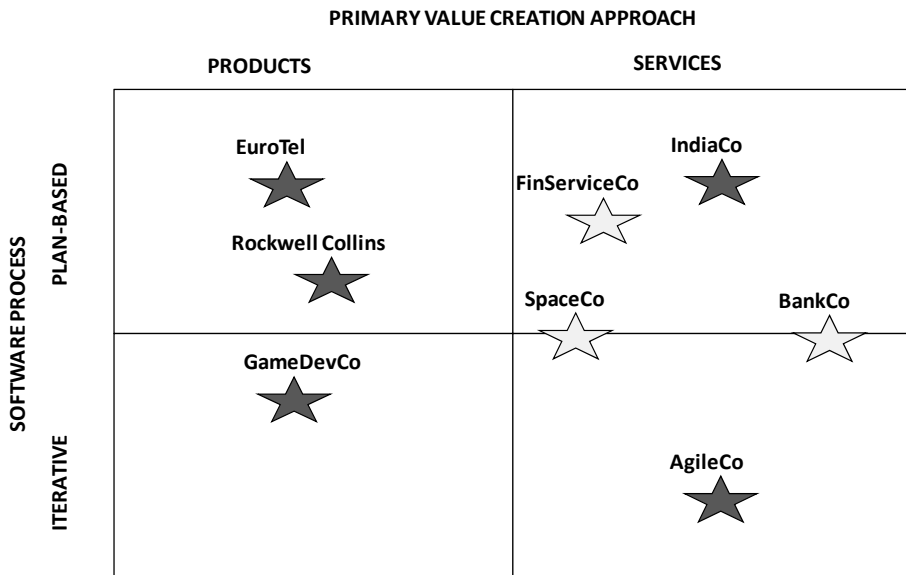 PRIMARY VALUE CREATION APPROACH
PRODUCTS
SERVICES
SOFTWARE PROCESS
PLAN-BASED
ITERATIVE
EuroTel
IndiaCo
FinServiceCo
Rockwell Collins
SpaceCo
BankCo
GameDevCo
AgileCo